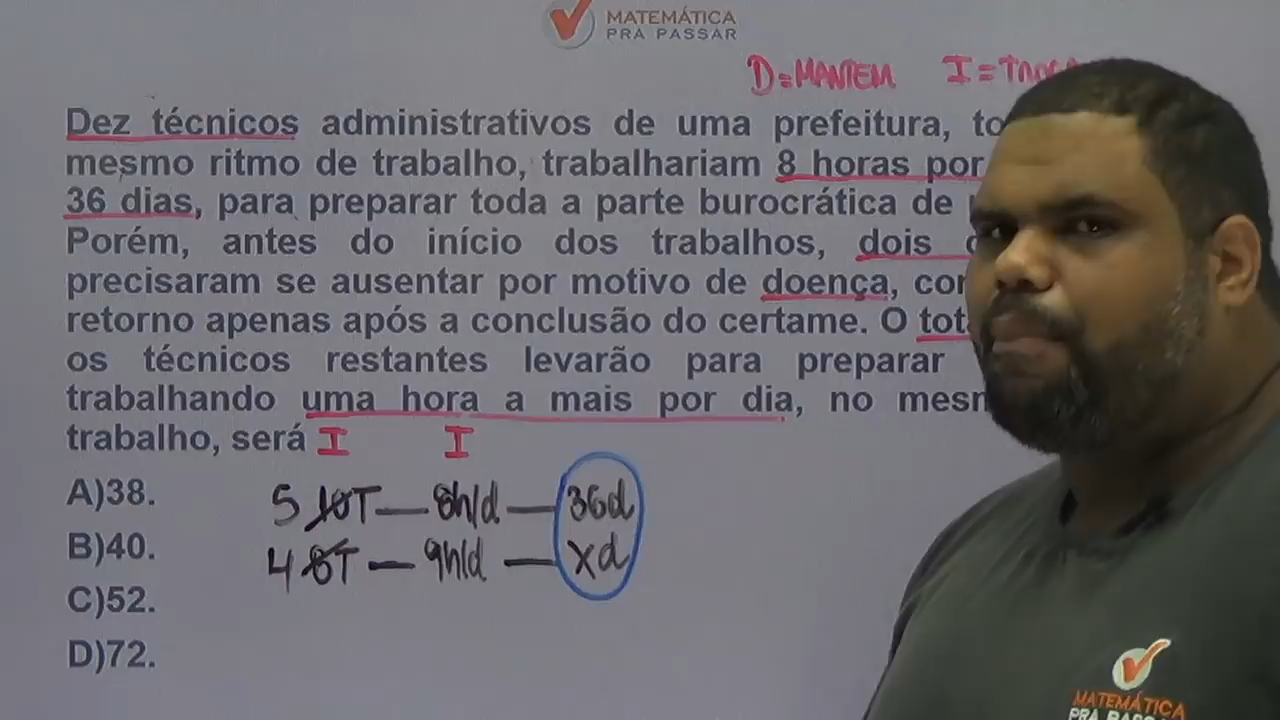 MATEMÁTICA
PRA PASSAR
D=MANTEM I=
Dez técnicos administrativos de uma prefeitura,
mesmo ritmo de trabalho, trabalhariam 8 horas por
36 dias, para preparar toda a parte burocrática de
Porém, antes do início dos trabalhos, dois
precisaram se ausentar por motivo de doença,
retorno apenas após a conclusão do certame. O
os técnicos restantes levarão para preparar
trabalhando uma hora a mais por dia, no
trabalho, será I I
A)38.
5 10T — 8h/d — 36d
B)40.
4 8T — 9h/d — xd
C)52.
D)72.
MATEMÁTICA
PRA PASSAR